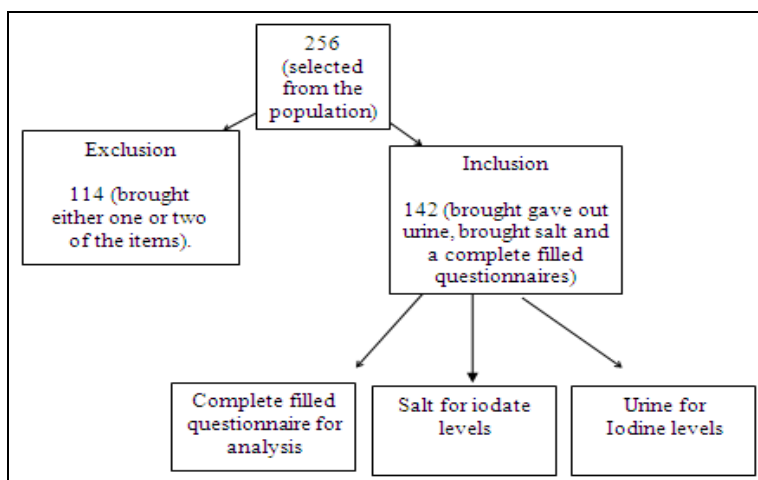 256
(selected from the
population)
Exclusion
114 (brought
either one or two
of the items).
Inclusion
142 (brought gave out
urine, brought salt and
a complete filled
questionnaires)
Complete filled
questionnaire for
analysis
Salt for iodate
levels
Urine for
Iodine levels